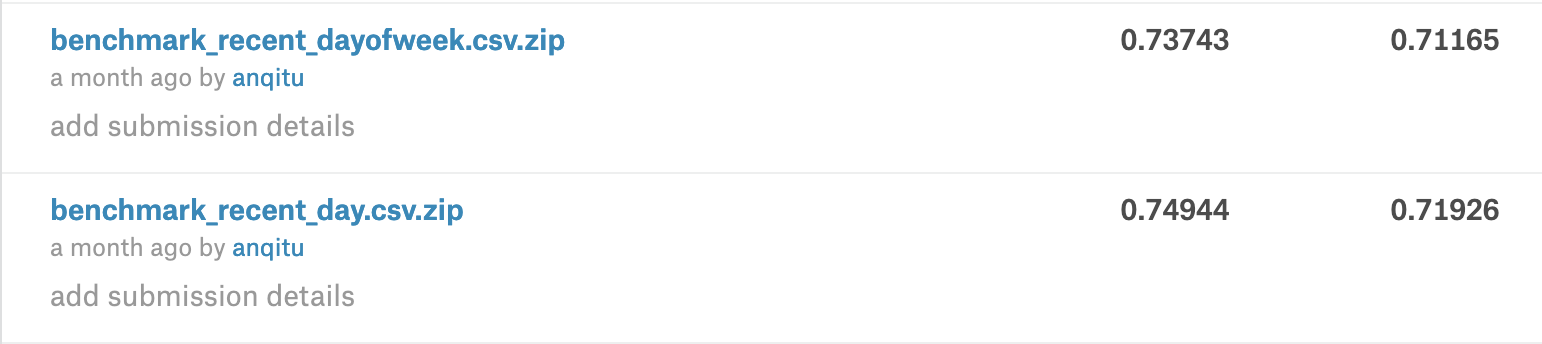 benchmark_recent_dayofweek.csv.zip 0.73743 0.71165
a month ago by anqitu
add submission details
benchmark_recent_day.csv.zip 0.74944 0.71926
a month ago by anqitu
add submission details